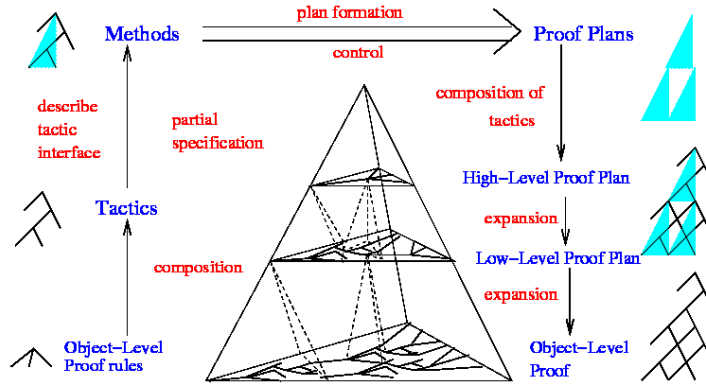 plan formation
Methods
Proof Plans
control
describe
tactic
interface
partial
specification
composition of
tactics
High-Level Proof Plan
Tactics
expansion
composition
Low-Level Proof Plan
expansion
Object-Level
Proof rules
Object-Level
Proof